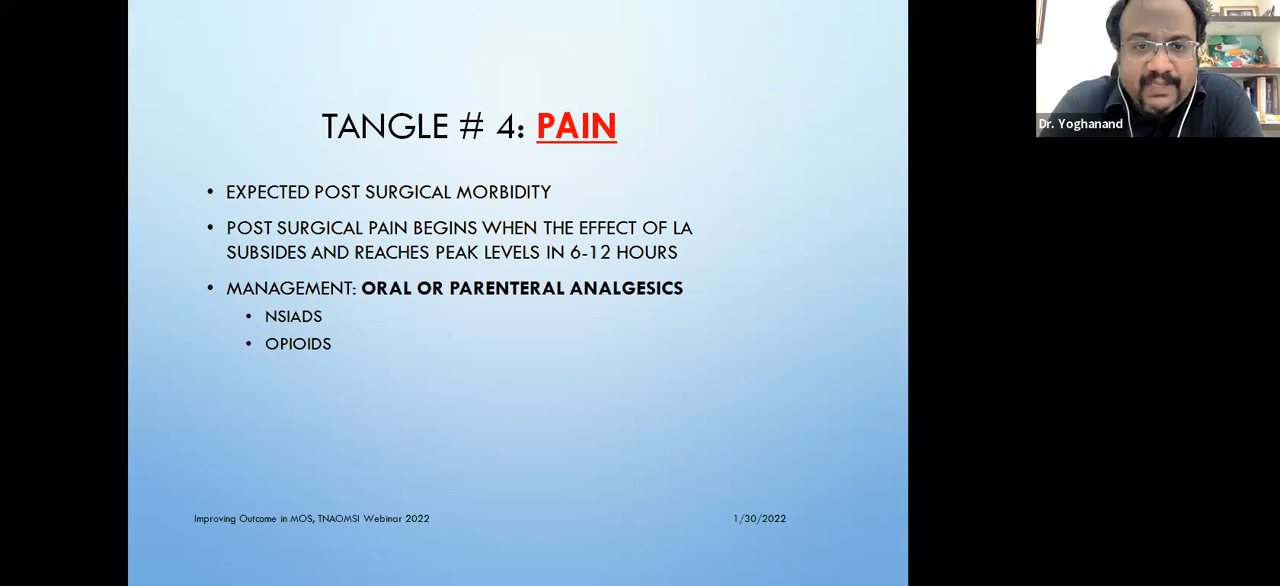 TANGLE # 4: PAIN
• EXPECTED POST SURGICAL MORBIDITY
• POST SURGICAL PAIN BEGINS WHEN THE EFFECT OF LA
SUBSIDES AND REACHES PEAK LEVELS IN 6-12 HOURS
• MANAGEMENT: ORAL OR PARENTERAL ANALGESICS
• NSIADS
• OPIOIDS
Improving Outcome in MOS, TNAOMSI Webinar 2022
1/30/2022
Dr. Yoghanand